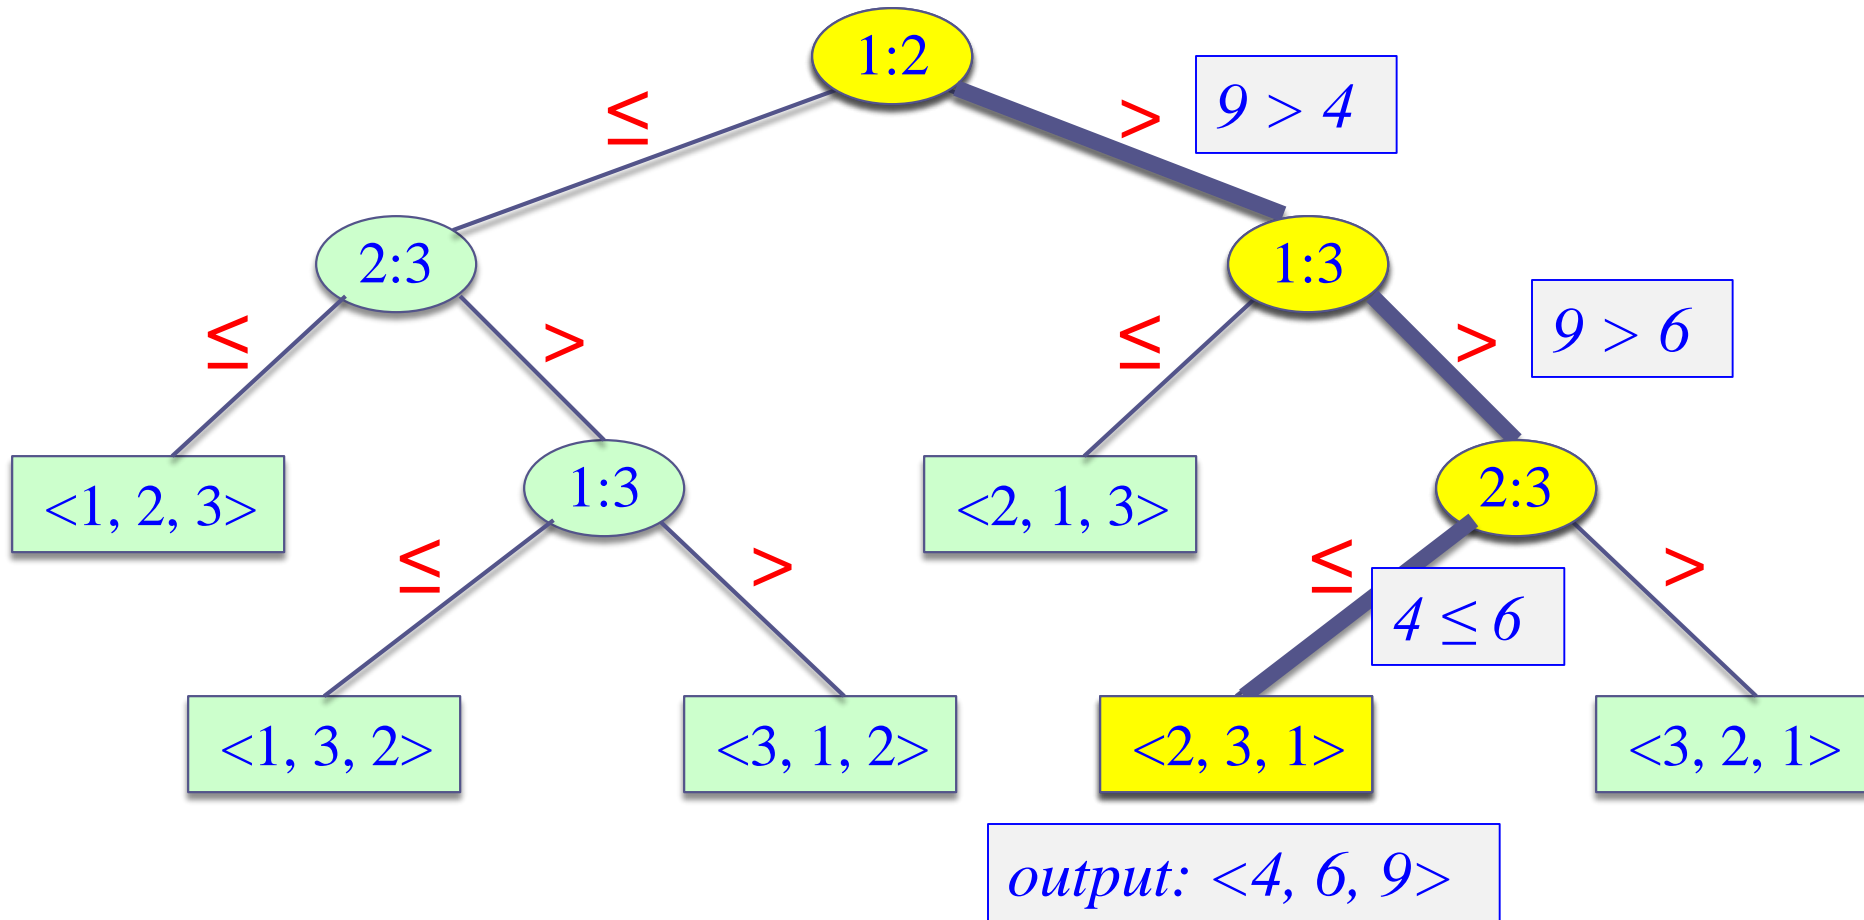 1:2
≤
>
9 > 4
2:3
1:3
≤
>
≤
>
9 > 6
<1, 2, 3>
1:3
<2, 1, 3>
2:3
≤
>
≤
4 ≤ 6
>
<1, 3, 2>
<3, 1, 2>
<2, 3, 1>
<3, 2, 1>
output: <4, 6, 9>